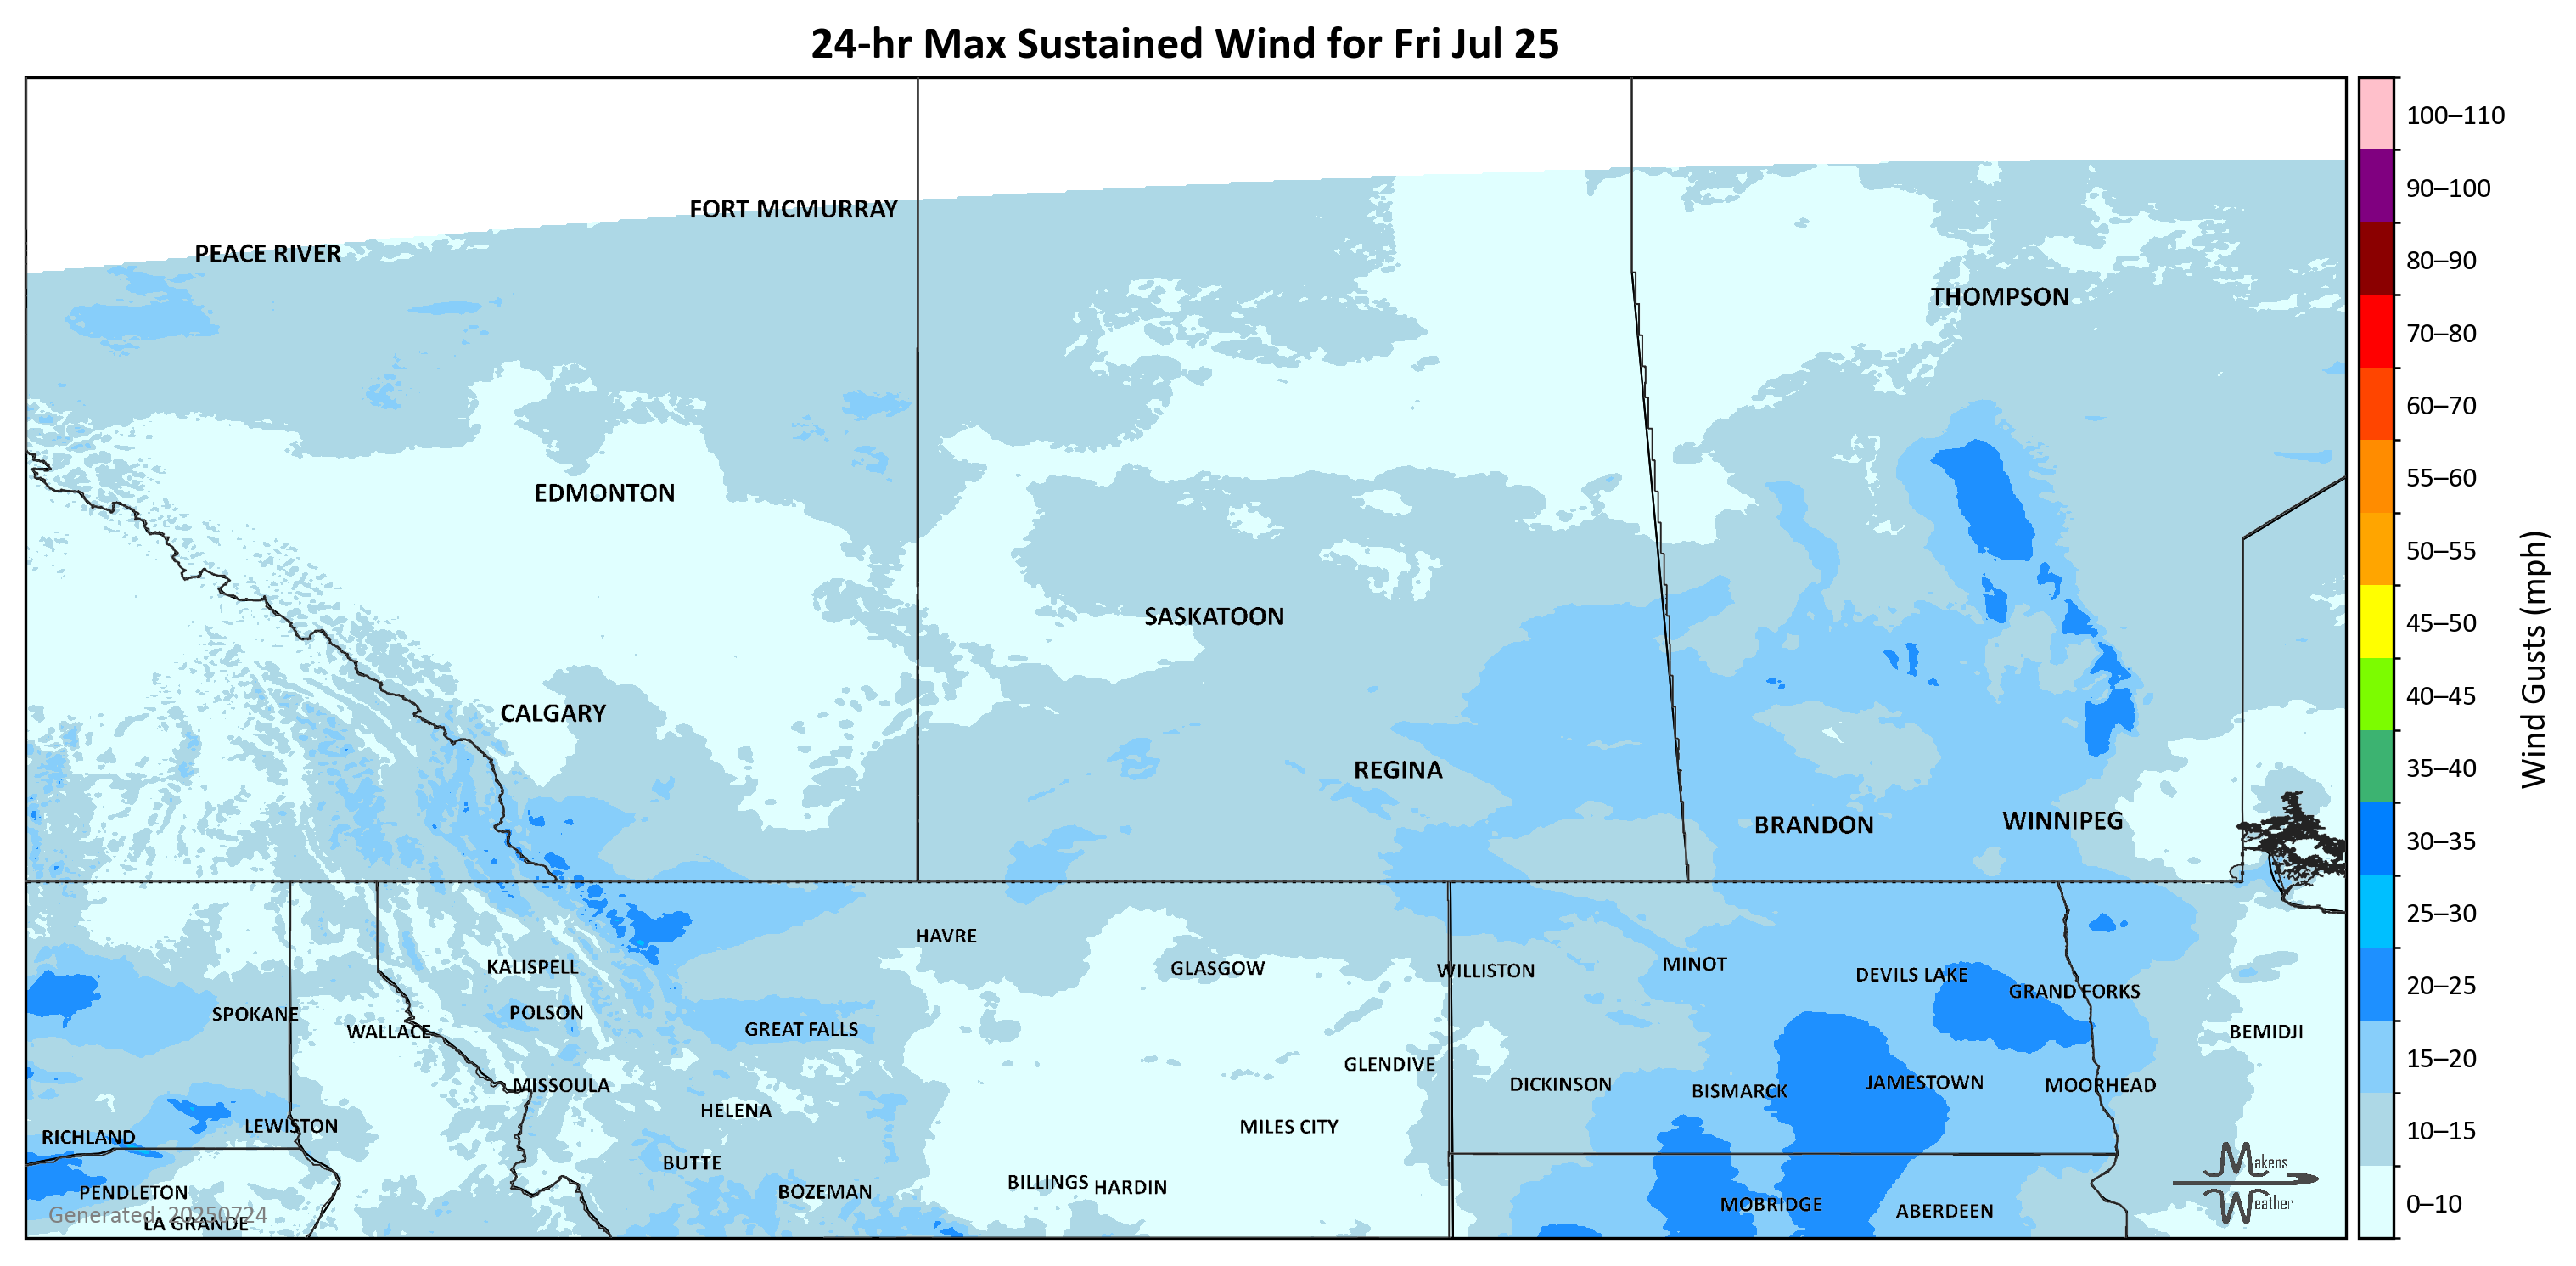 24-hr Max Sustained Wind for Fri Jul 25
100–110
FORT MCMURRAY
90–100
PEACE RIVER
80–90
THOMPSON
70–80
60–70
55–60
EDMONTON
50–55
SASKATOON
45–50
40–45
Wind Gusts (mph)
CALGARY
REGINA
35–40
WINNIPEG
BRANDON
30–35
25–30
HAVRE
MINOT
KALISPELL
GLASGOW
WILLISTON
DEVILS LAKE
20–25
GRAND FORKS
POLSON
SPOKANE
GREAT FALLS
WALLACE
BEMIDJI
15–20
GLENDIVE
JAMESTOWN
DICKINSON
MISSOULA
MOORHEAD
BISMARCK
HELENA
LEWISTON
MILES CITY
10–15
RICHLAND
BUTTE
Makens
Weather
BILLINGS
HARDIN
PENDLETON
BOZEMAN
MOBRIDGE
0–10
ABERDEEN
Generated: 20250724
LA GRANDE